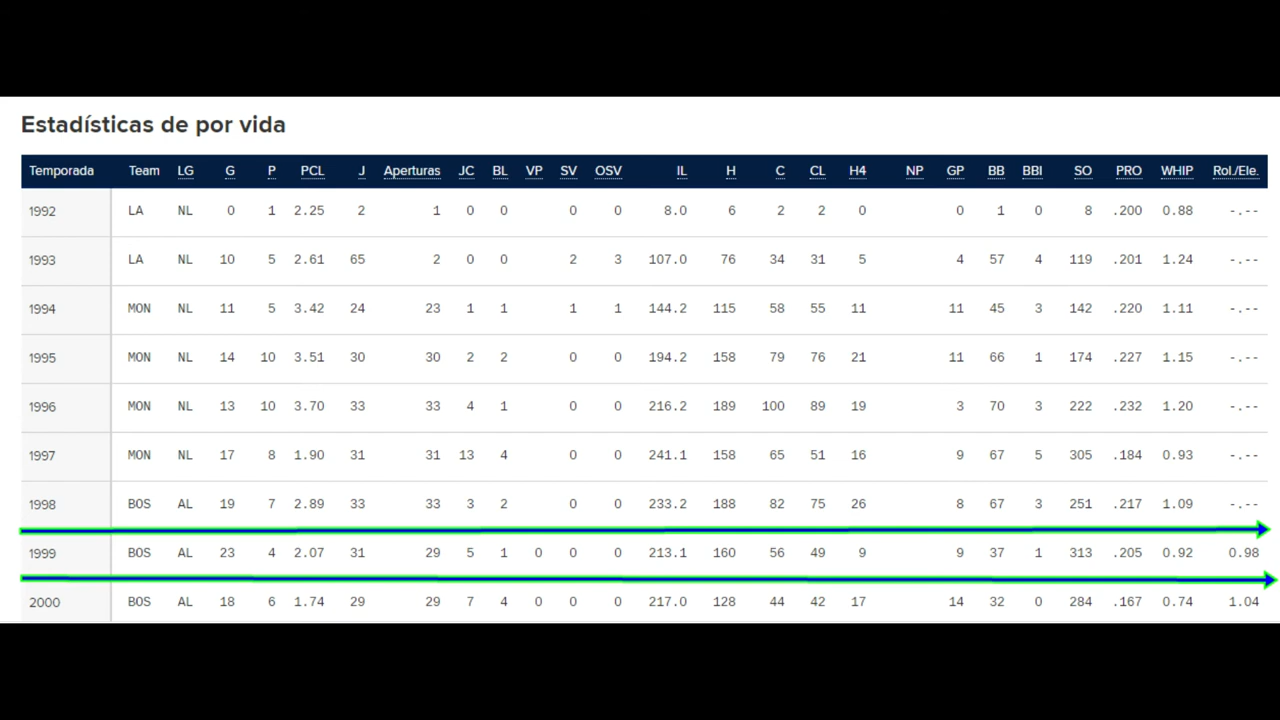 Estadísticas de por vida
Temporada Team LG G P PCL J Aperturas JC BL VP SV OSV IL H C CL H4 NP GP BB BBI SO PRO WHIP Rol./Ele.
1992 LA NL 0 1 2.25 2 1 0 0 0 0 8.0 6 2 2 0 0 1 0 8 .200 0.88 -.--
1993 LA NL 10 5 2.61 65 2 0 0 2 3 107.0 76 34 31 5 4 57 4 119 .201 1.24 -.--
1994 MON NL 11 5 3.42 24 23 1 1 1 1 144.2 115 58 55 11 11 45 3 142 .220 1.11 -.--
1995 MON NL 14 10 3.51 30 30 2 2 0 0 194.2 158 79 76 21 11 66 1 174 .227 1.15 -.--
1996 MON NL 13 10 3.70 33 33 4 1 0 0 216.2 189 100 89 19 3 70 3 222 .232 1.20 -.--
1997 MON NL 17 8 1.90 31 31 13 4 0 0 241.1 158 65 51 16 9 67 5 305 .184 0.93 -.--
1998 BOS AL 19 7 2.89 33 33 3 2 0 0 233.2 188 82 75 26 8 67 3 251 .217 1.09 -.--
1999 BOS AL 23 4 2.07 31 29 5 1 0 0 0 213.1 160 56 49 9 9 37 1 313 .205 0.92 0.98
2000 BOS AL 18 6 1.74 29 29 7 4 0 0 0 217.0 128 44 42 17 14 32 0 284 .167 0.74 1.04